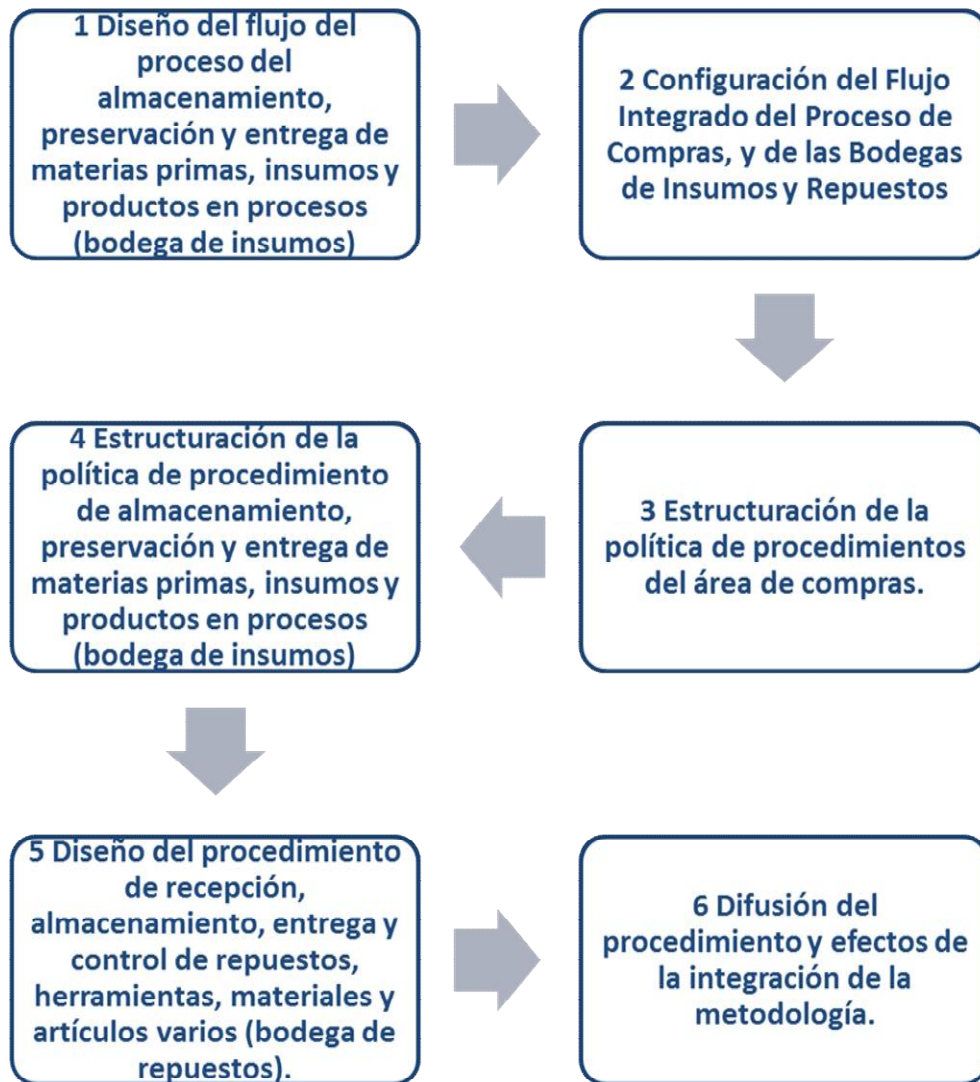 1 Diseño del flujo del
proceso del
almacenamiento,
preservación y entrega de
materias primas, insumos y
productos en procesos
(bodega de insumos)
2 Configuración del Flujo
Integrado del Proceso de
Compras, y de las Bodegas
de Insumos y Repuestos
3 Estructuración de la
política de procedimientos
del área de compras.
4 Estructuración de la
política de procedimiento
de almacenamiento,
preservación y entrega de
materias primas, insumos y
productos en procesos
(bodega de insumos)
5 Diseño del procedimiento
de recepción,
almacenamiento, entrega y
control de repuestos,
herramientas, materiales y
artículos varios (bodega de
repuestos).
6 Difusión del
procedimiento y efectos de
la integración de la
metodología.